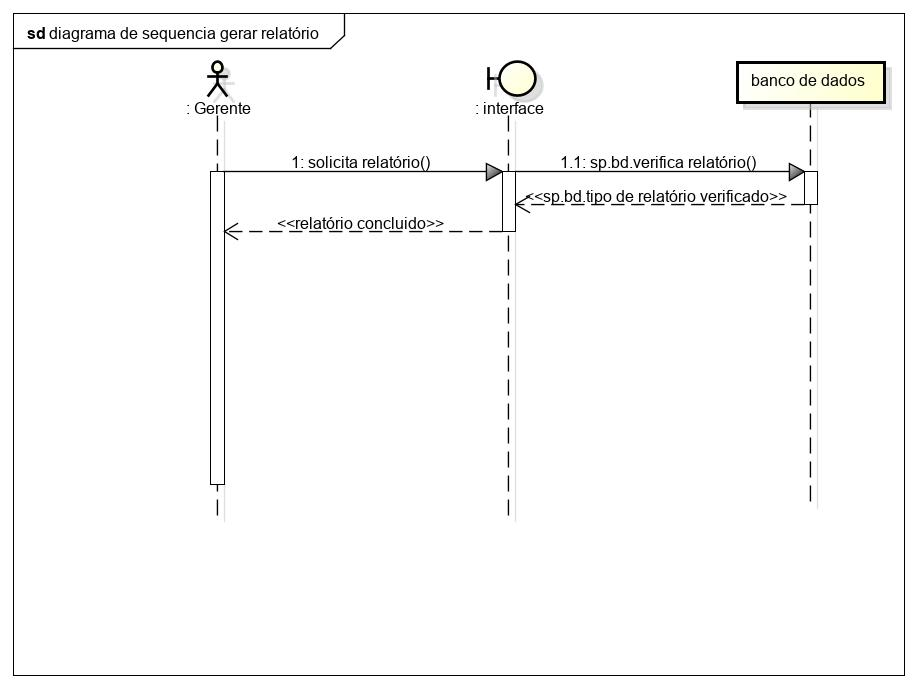 sd diagrama de sequencia gerar relatório
: Gerente
: interface
banco de dados
1: solicita relatório()
1.1: sp.bd.verifica relatório()
<<sp.bd.tipo de relatório verificado>>
<<relatório concluido>>